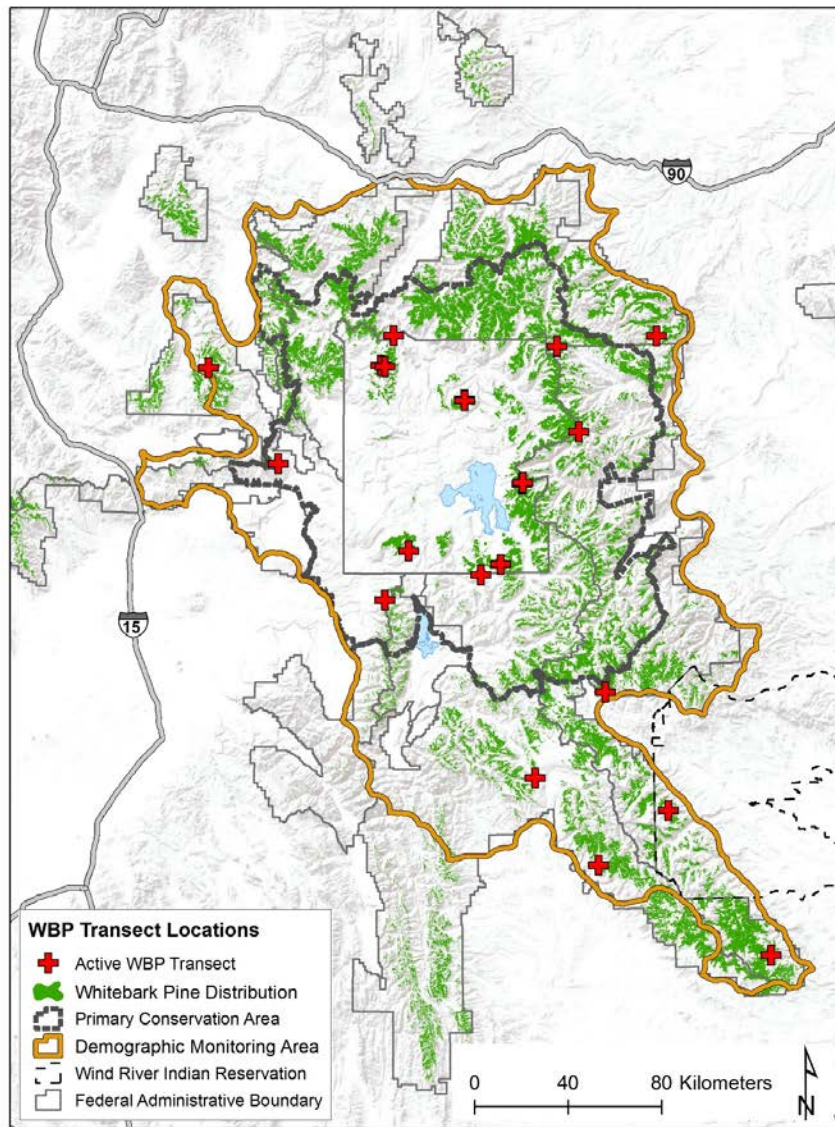 90
15
WBP Transect Locations
Active WBP Transect
Whitebark Pine Distribution
Primary Conservation Area
Demographic Monitoring Area
Wind River Indian Reservation
Federal Administrative Boundary
0 40 80 Kilometers
N